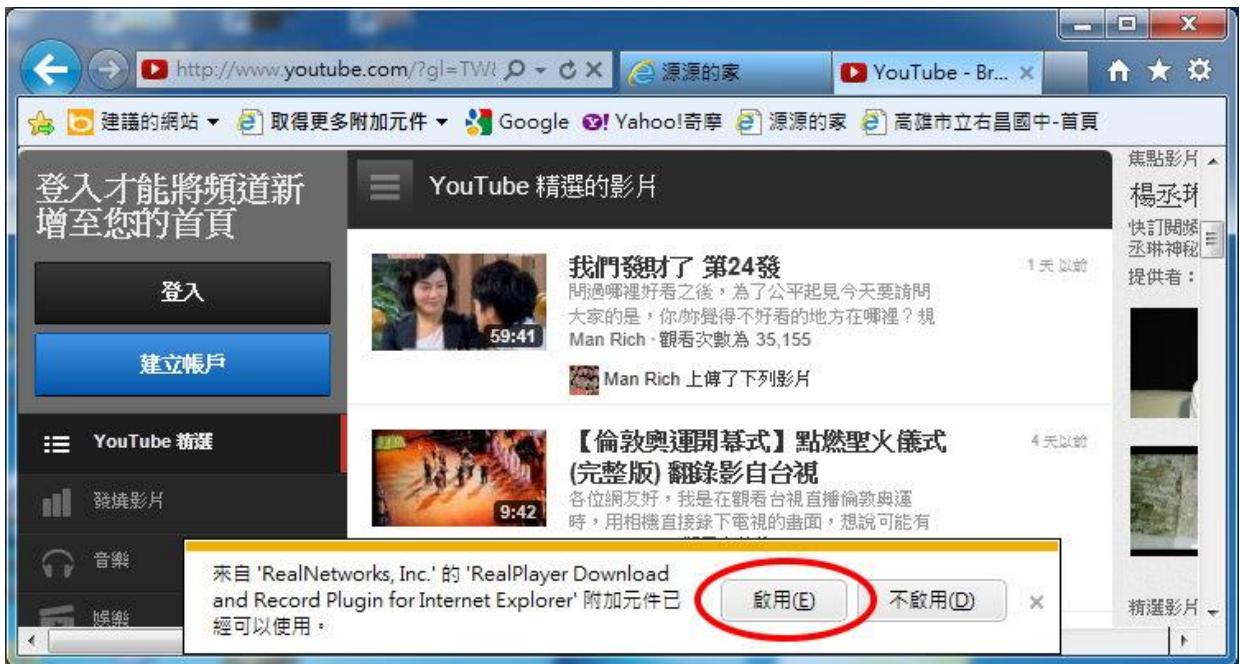 http://www.youtube.com/?gl=TW
源源的家
YouTube - Br...
建議的網站
取得更多附加元件
Google
Yahoo!奇摩
源源的家
高雄市立右昌國中-首頁
登入才能將頻道新
增至您的首頁
登入
建立帳戶
YouTube 精選
發燒影片
音樂
娛樂
YouTube 精選的影片
我們發財了 第24發
1 天以前
問過哪裡好看之後，為了公平起見今天要請問
大家的是，你/妳覺得不好看的地方在哪裡？規
Man Rich · 觀看次數為 35,155
59:41
Man Rich 上傳了下列影片
【倫敦奧運開幕式】點燃聖火儀式
(完整版) 翻錄影自台視
4 天以前
各位網友好，我是在觀看台視直播倫敦奧運
時，用相機直接錄下電視的畫面，想說可能有
9:42
焦點影片
楊丞琳
快訂閱頻
丞琳神秘
提供者：
精選影片
來自 'RealNetworks, Inc.' 的 'RealPlayer Download
and Record Plugin for Internet Explorer' 附加元件已
經可以使用。
啟用(E)
不啟用(D)